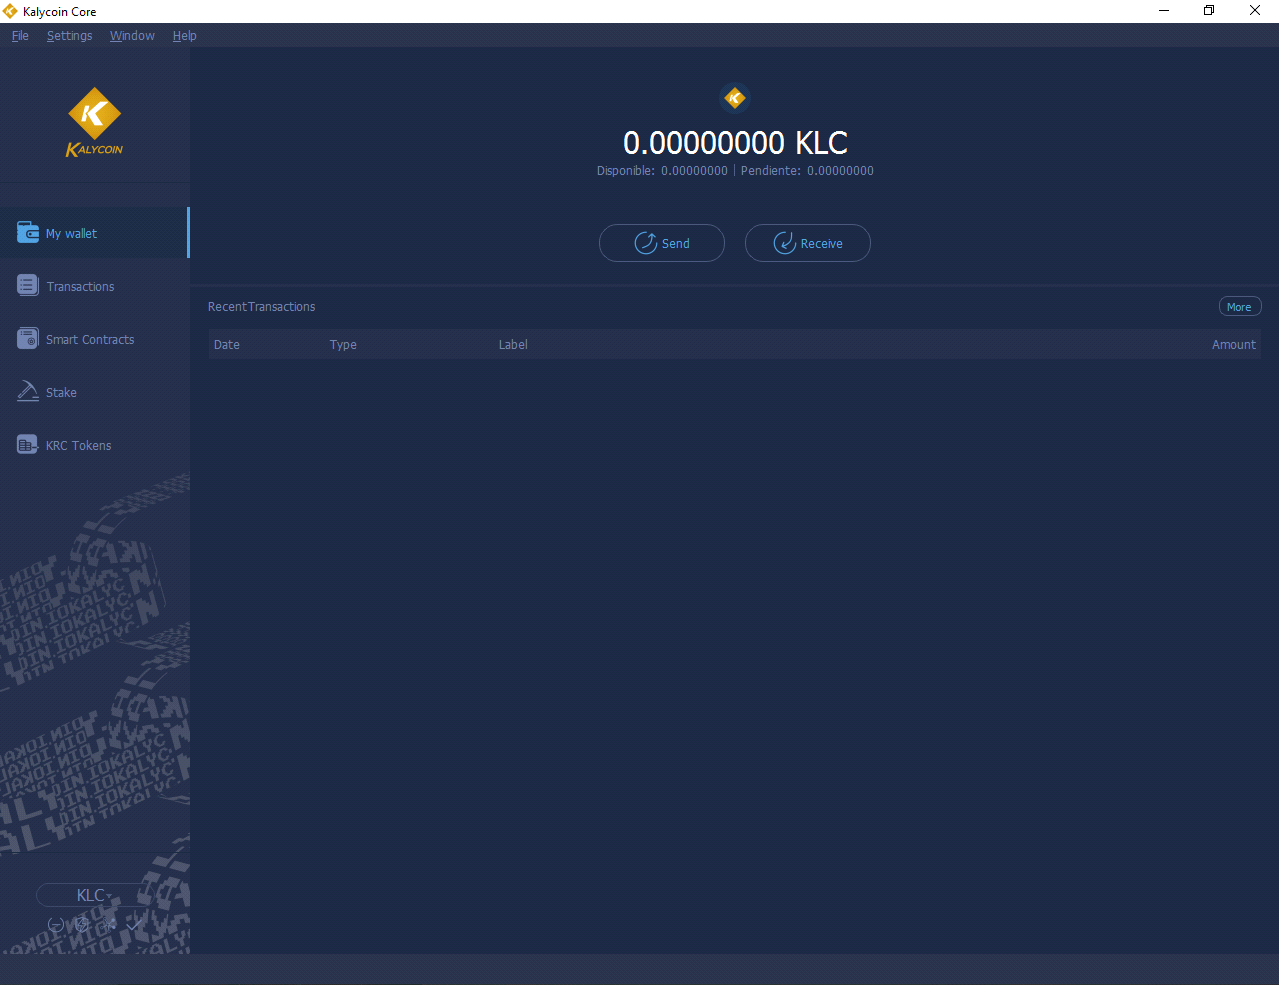 Kalycoin Core
File Settings Window Help
KALYCOIN
0.00000000 KLC
Disponible: 0.00000000 | Pendiente: 0.00000000
Send Receive
My wallet
Transactions
Smart Contracts
Stake
KRC Tokens
RecentTransactions More
Date Type Label Amount
KLC